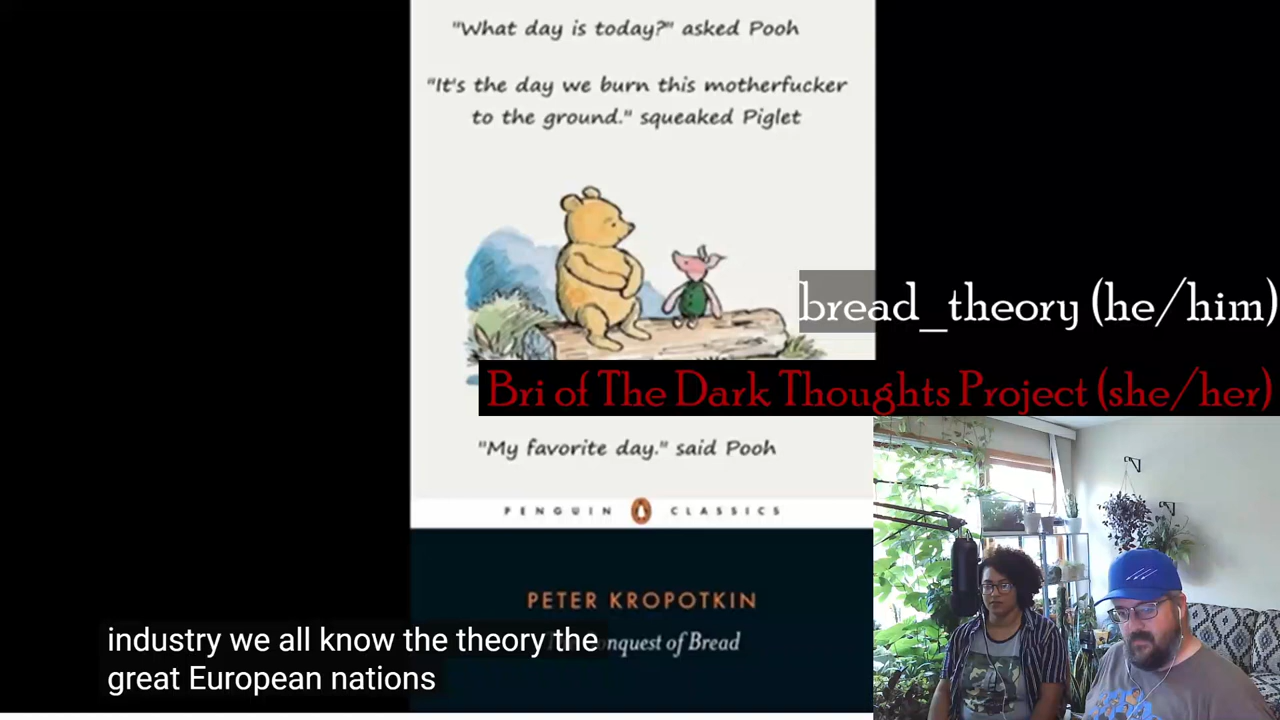 "What day is today?" asked Pooh
"It's the day we burn this motherfucker
to the ground." squeaked Piglet
bread_theory (he/him)
Bri of The Dark Thoughts Project (she/her)
"My favorite day." said Pooh
PENGUIN CLASSICS
PETER KROPOTKIN
onquest of Bread
industry we all know the theory the
great European nations